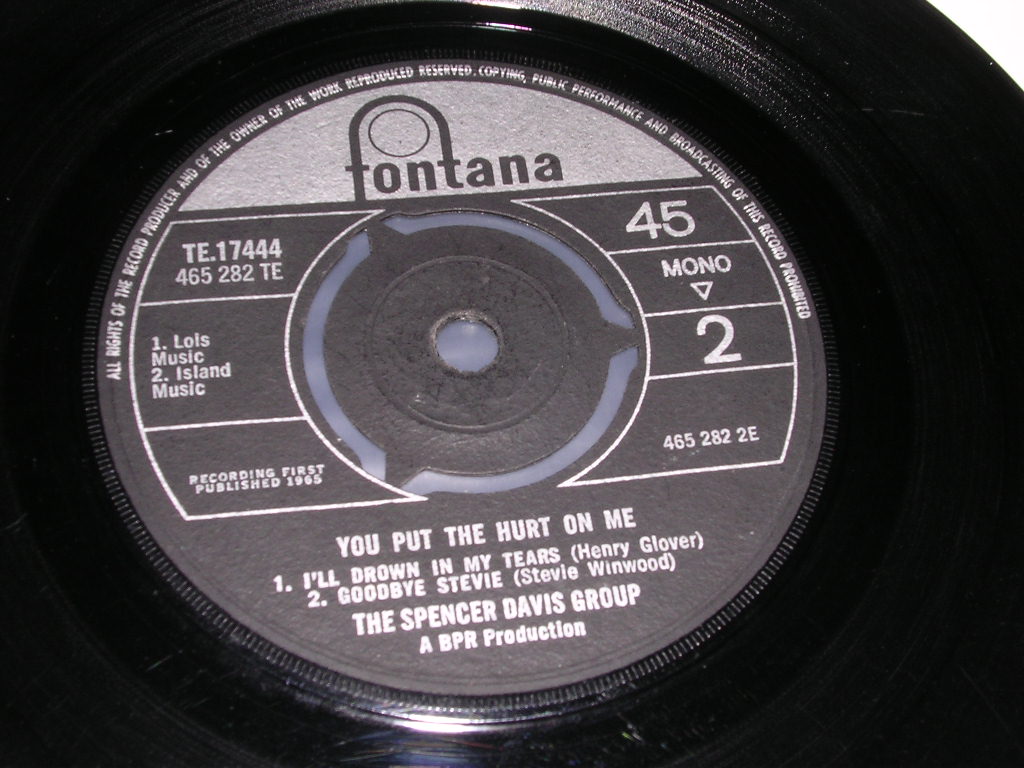 ALL RIGHTS OF THE RECORD PRODUCER AND OF THE OWNER OF THE WORK REPRODUCED RESERVED. COPYING, PUBLIC PERFORMANCE AND BROADCASTING OF THIS RECORD PROHIBITED
fontana
TE.17444
465 282 TE
1. Lois
Music
2. Island
Music
RECORDING FIRST
PUBLISHED 1965
45
MONO
2
465 282 2E
YOU PUT THE HURT ON ME
1. I'LL DROWN IN MY TEARS (Henry Glover)
2. GOODBYE STEVIE (Stevie Winwood)
THE SPENCER DAVIS GROUP
A BPR Production